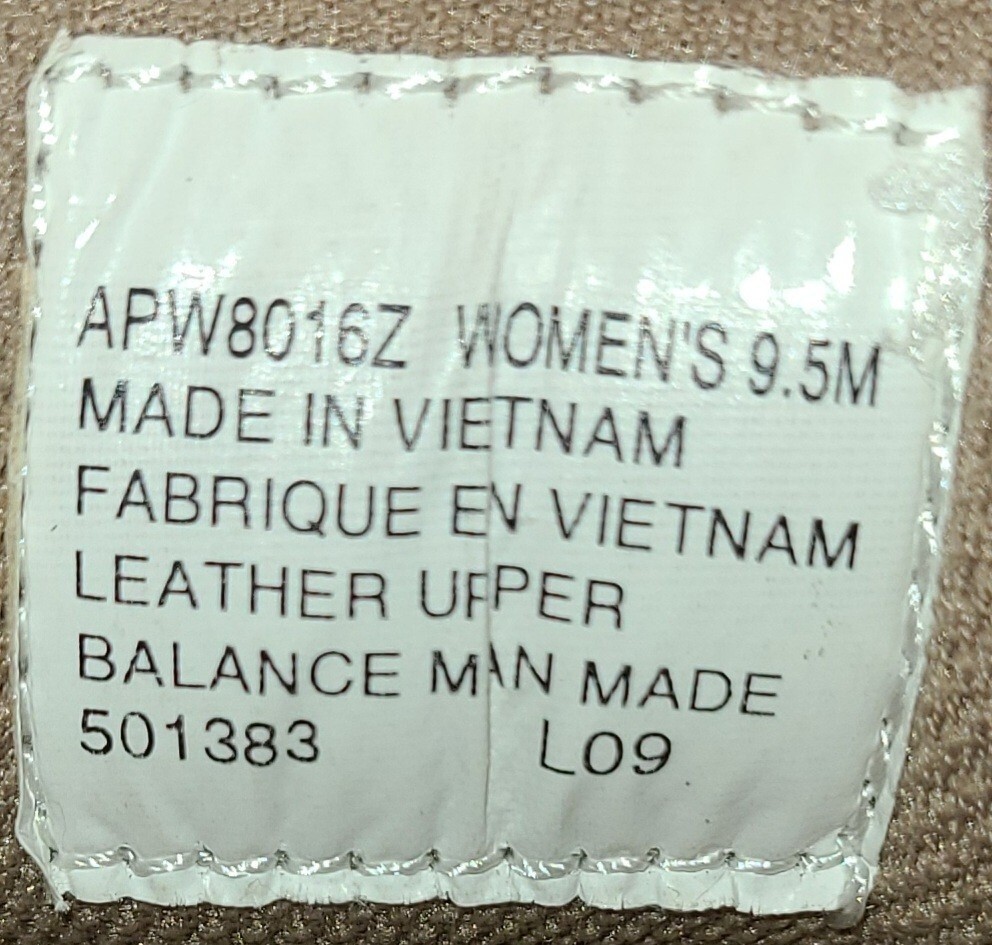 APW8016Z WOMEN'S 9.5M
MADE IN VIETNAM
FABRIQUE EN VIETNAM
LEATHER UPPER
BALANCE MAN MADE
501383 L09